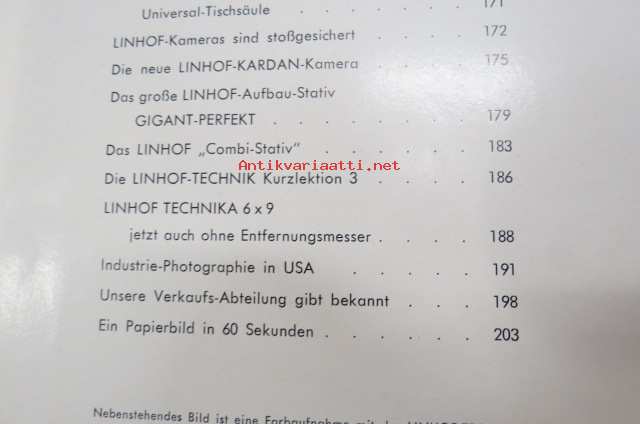 Universal-Tischsäule . . . . . 171
LINHOF-Kameras sind stoßgesichert . . . 172
Die neue LINHOF-KARDAN-Kamera . . . . 175
Das große LINHOF-Aufbau-Stativ
GIGANT-PERFEKT . . . . . . . 179
Das LINHOF „Combi-Stativ“ . . . . . . 183
Antikvariaatti.net
Die LINHOF-TECHNIK Kurzlektion 3 . . . . 186
LINHOF TECHNIKA 6 x 9
jetzt auch ohne Entfernungsmesser . . . . 188
Industrie-Photographie in USA . . . . . 191
Unsere Verkaufs-Abteilung gibt bekannt . . . 198
Ein Papierbild in 60 Sekunden . . . . . . 203
Nebenstehendes Bild ist eine Farbaufnahme mit der